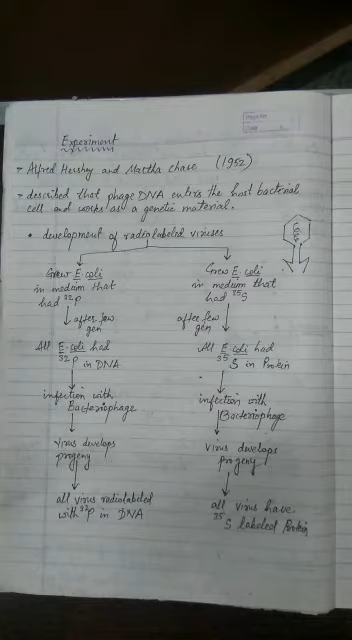 Page No.
Date
Experiment
→ Alfred Hershey and Martha chase (1952)
→ described that phage DNA enters the host bacterial
cell and works as a genetic material.
• development of radiolabeled viruses
Grew E.coli
in medium that
had ³²P
↓ after few
gen
All E.coli had
³²P in DNA
infection with
Bacteriophage
virus develops
progeny
all virus radiolabeled
with ³²P in DNA
Grew E.coli
in medium that
had ³⁵S
after few
gen
All E.coli had
³⁵S in Protein
infection with
Bacteriophage
virus develops
progeny
all virus have
³⁵S labeled Protein